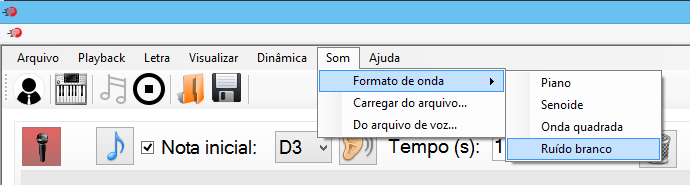 Arquivo Playback Letra Visualizar Dinâmica Som Ajuda
Formato de onda
Carregar do arquivo...
Do arquivo de voz...
Piano
Senoide
Onda quadrada
Ruído branco
Nota inicial: D3 Tempo (s): 1